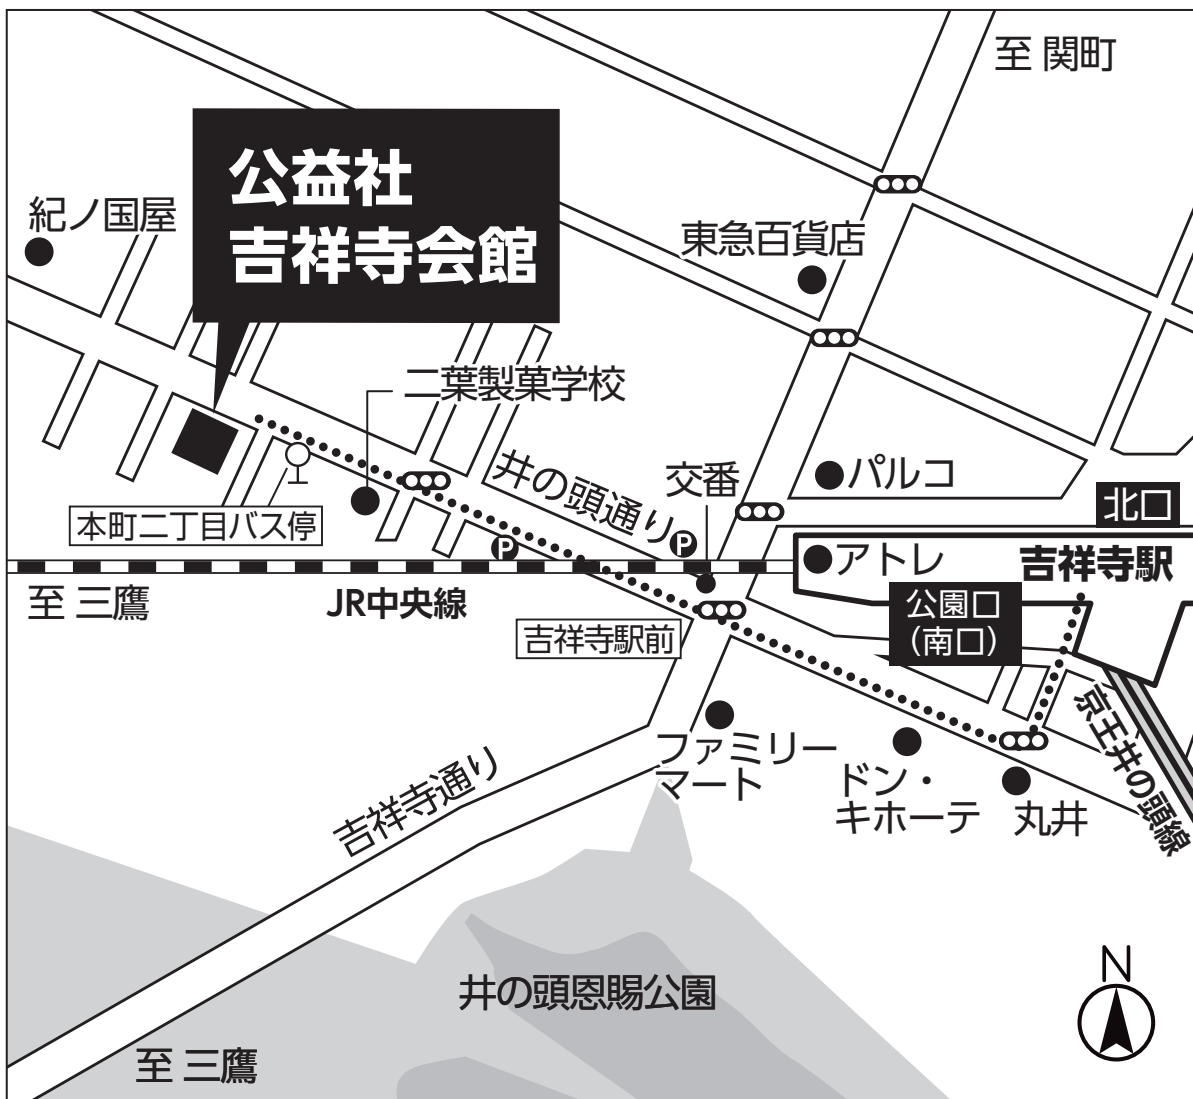 至 関町
公益社
吉祥寺会館
紀ノ国屋
東急百貨店
二葉製菓学校
井の頭通り
P
交番
パルコ
北口
本町二丁目バス停
P
アトレ
吉祥寺駅
至 三鷹
JR中央線
公園口
（南口）
吉祥寺駅前
京王井の頭線
ファミリー
マート
ドン・
キホーテ
丸井
吉祥寺通り
井の頭恩賜公園
至 三鷹
N